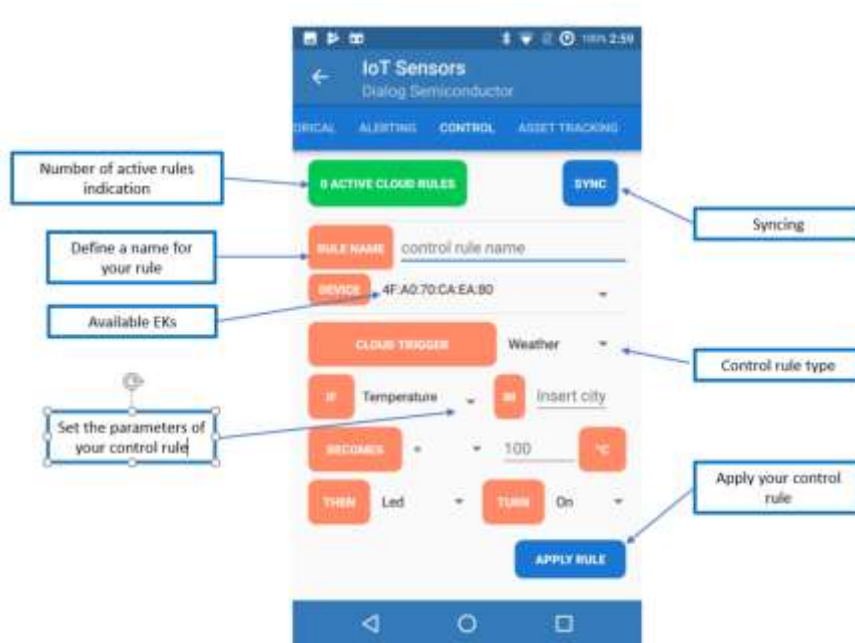 100% 2:59
IoT Sensors
Dialog Semiconductor
ORICAL ALERTING CONTROL ASSET TRACKING
Number of active rules
indication
0 ACTIVE CLOUD RULES
SYNC
Syncing
Define a name for
your rule
RULE NAME control rule name
DEVICE 4F:A0:70:CA:EA:80
Available EKs
CLOUD TRIGGER Weather
Control rule type
IF Temperature IN Insert city
Set the parameters of
your control rule
BECOMES = 100 °C
THEN Led TURN On
Apply your control
rule
APPLY RULE